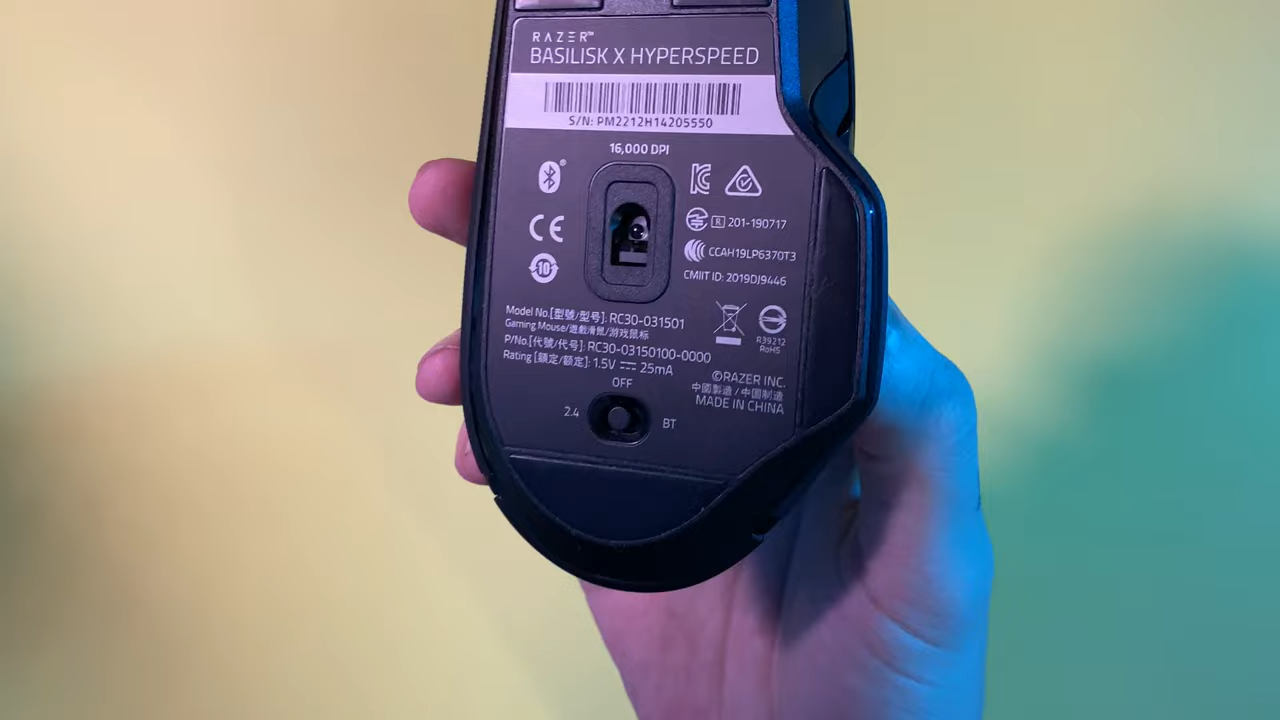 RAZER™
BASILISK X HYPERSPEED
S/N: PM2212H14205550
16,000 DPI
R 201-190717
CCAH19LP6370T3
CMIIT ID: 2019DJ9446
CE
10
Model No.[型號/型号]: RC30-031501
Gaming Mouse/遊戲滑鼠/游戏鼠标
P/No.[代號/代号]: RC30-03150100-0000
Rating [額定/额定]: 1.5V ⎓ 25mA
R39212
RoHS
©RAZER INC.
中國製造 / 中国制造
MADE IN CHINA
OFF
2.4
BT